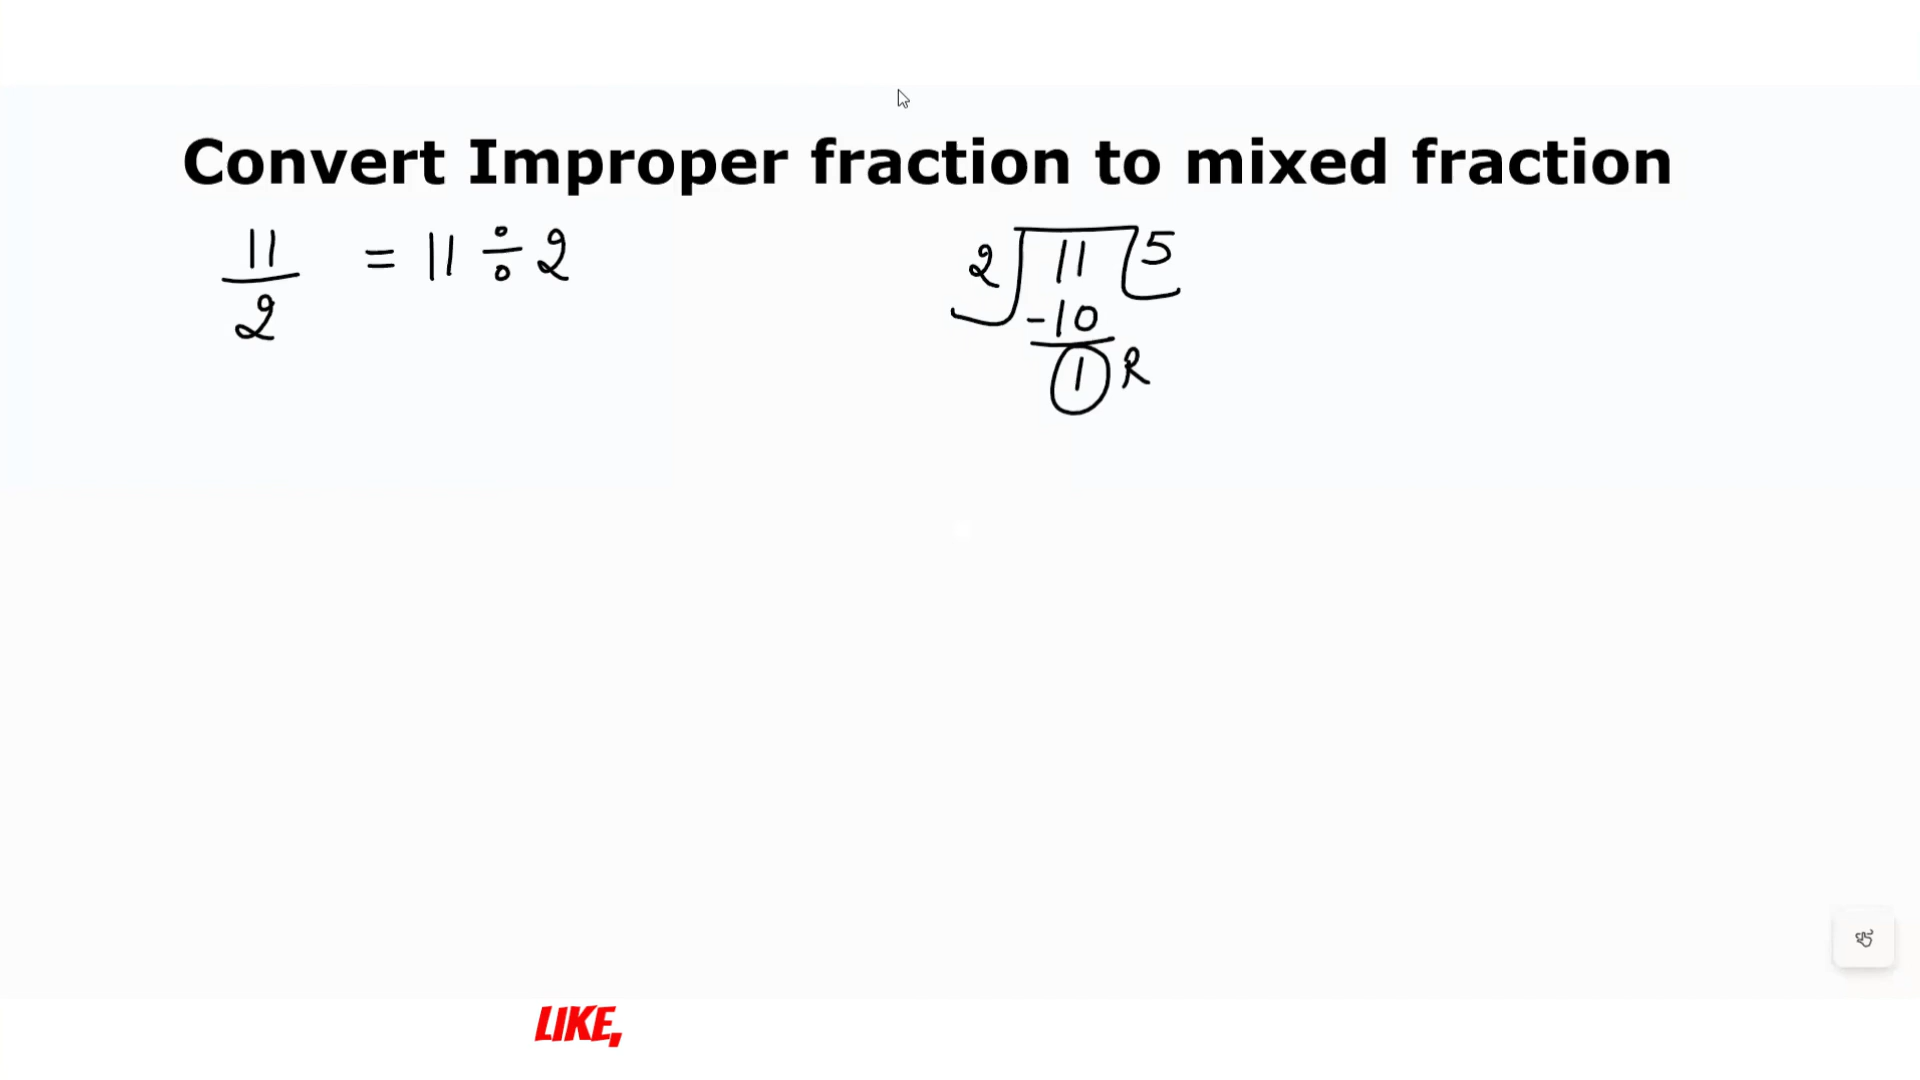 Convert Improper fraction to mixed fraction
11/2 = 11 ÷ 2
2 11 5
-10
1 R
LIKE,